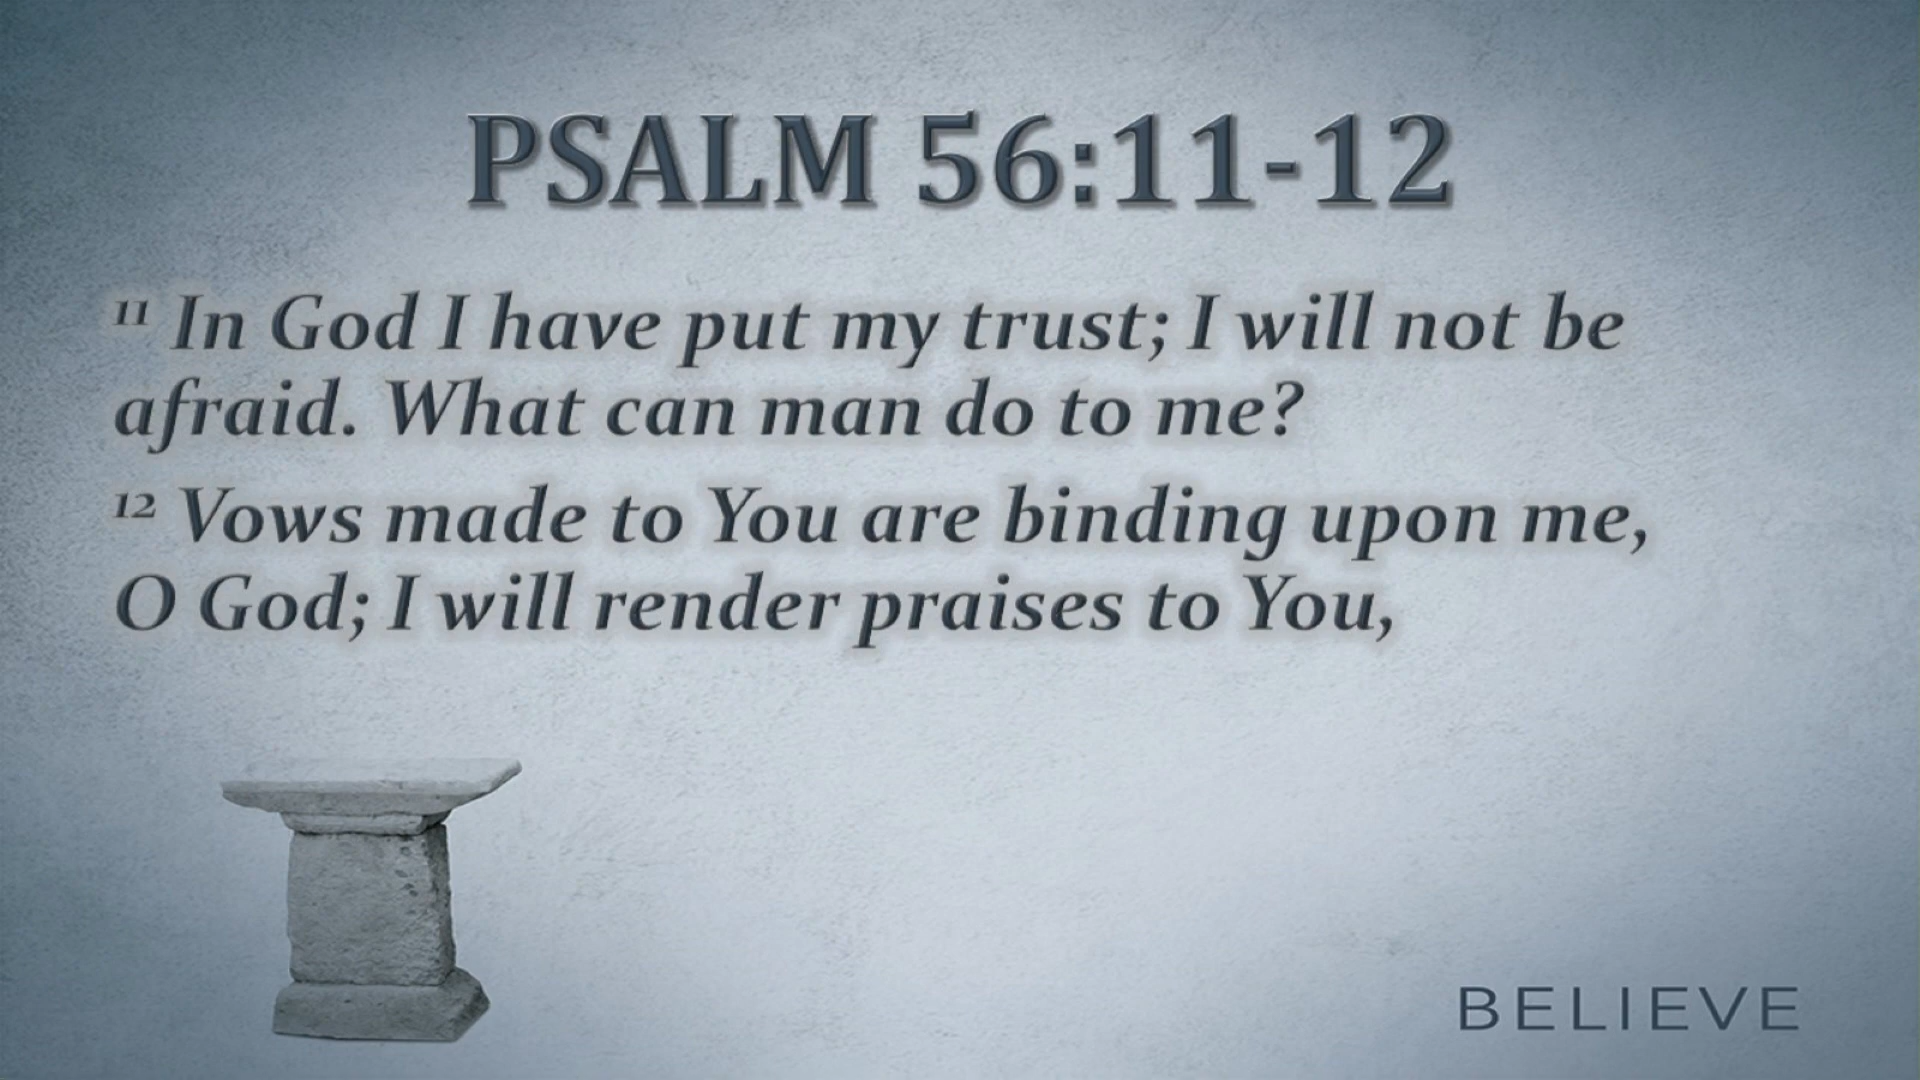 PSALM 56:11-12
11 In God I have put my trust; I will not be
afraid. What can man do to me?
12 Vows made to You are binding upon me,
O God; I will render praises to You,
BELIEVE